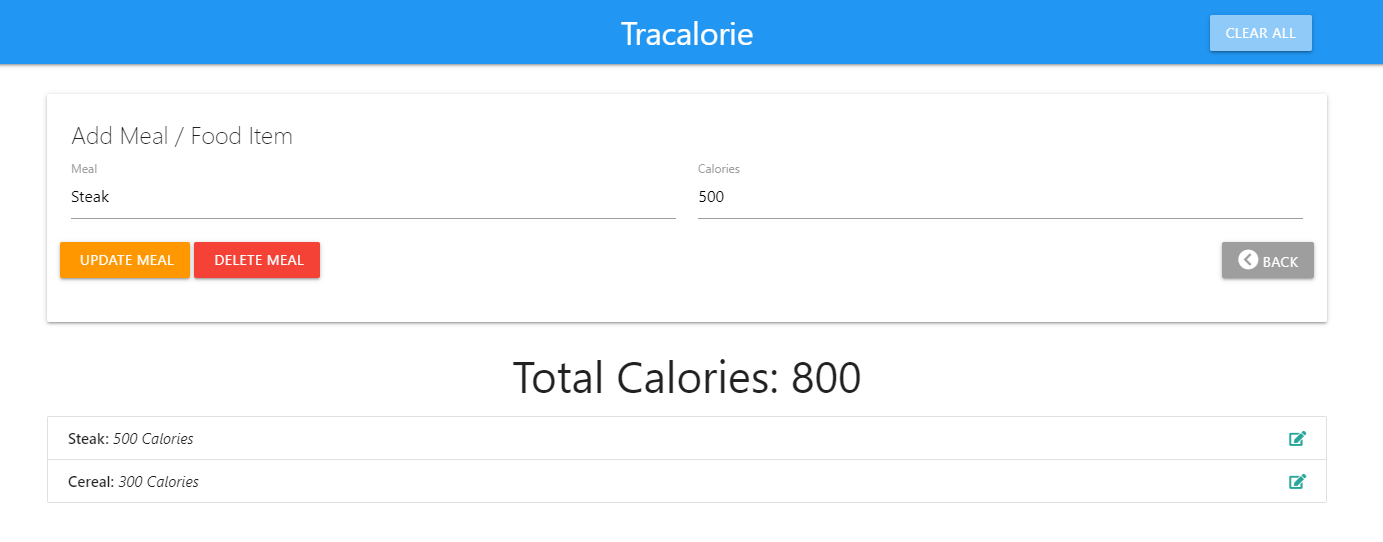 Tracalorie
CLEAR ALL
Add Meal / Food Item
Meal
Calories
Steak
500
UPDATE MEAL
DELETE MEAL
BACK
Total Calories: 800
Steak: 500 Calories
Cereal: 300 Calories